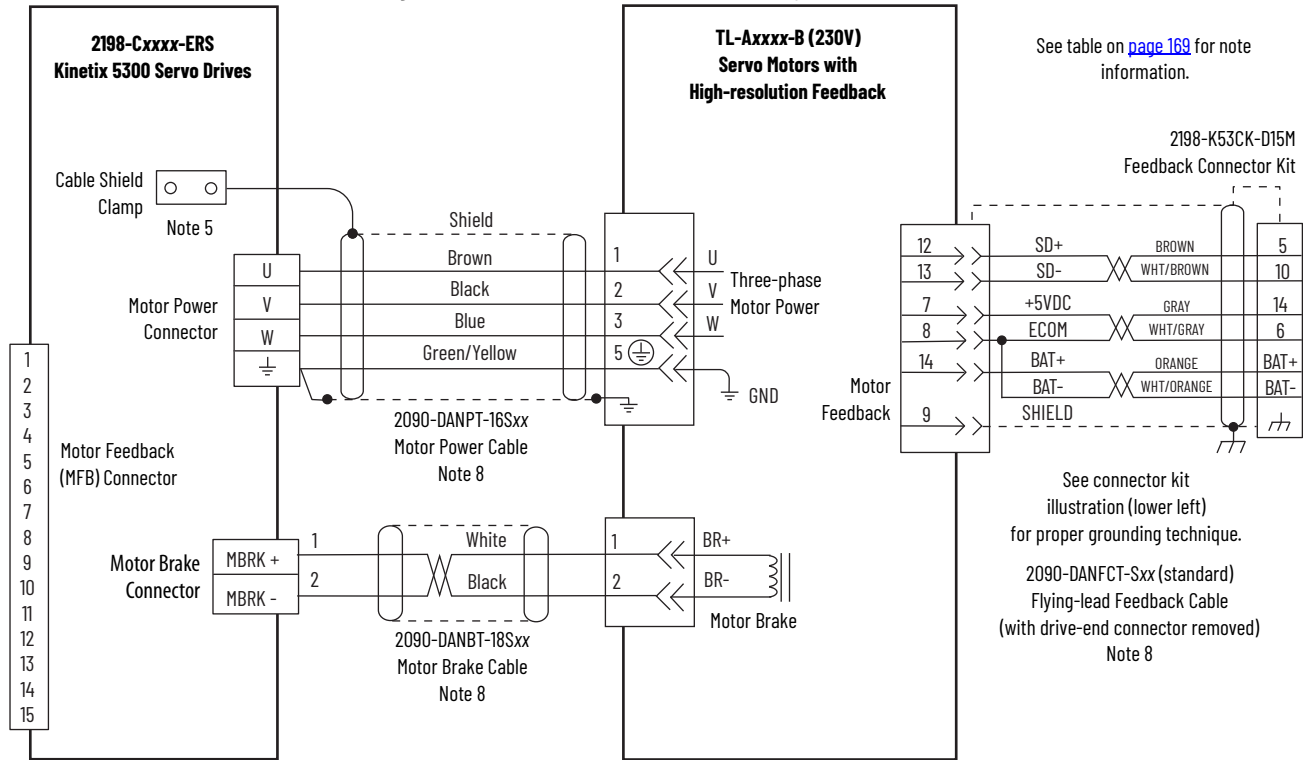 2198-Cxxxx-ERS
Kinetix 5300 Servo Drives
TL-Axxxx-B (230V)
Servo Motors with
High-resolution Feedback
See table on page 169 for note
information.
2198-K53CK-D15M
Feedback Connector Kit
Cable Shield
Clamp
Note 5
Shield
Motor Power
Connector
U
V
W
Brown
Black
Blue
Green/Yellow
1
2
3
5
U
V
W
Three-phase
Motor Power
GND
2090-DANPT-16Sxx
Motor Power Cable
Note 8
1
2
3
4
5
6
7
8
9
10
11
12
13
14
15
Motor Feedback
(MFB) Connector
Motor Brake
Connector
MBRK +
MBRK -
1
2
White
Black
1
2
BR+
BR-
Motor Brake
2090-DANBT-18Sxx
Motor Brake Cable
Note 8
Motor
Feedback
12 SD+ BROWN 5
13 SD- WHT/BROWN 10
7 +5VDC GRAY 14
8 ECOM WHT/GRAY 6
14 BAT+ ORANGE BAT+
BAT- WHT/ORANGE BAT-
9 SHIELD
See connector kit
illustration (lower left)
for proper grounding technique.
2090-DANFCT-Sxx (standard)
Flying-lead Feedback Cable
(with drive-end connector removed)
Note 8